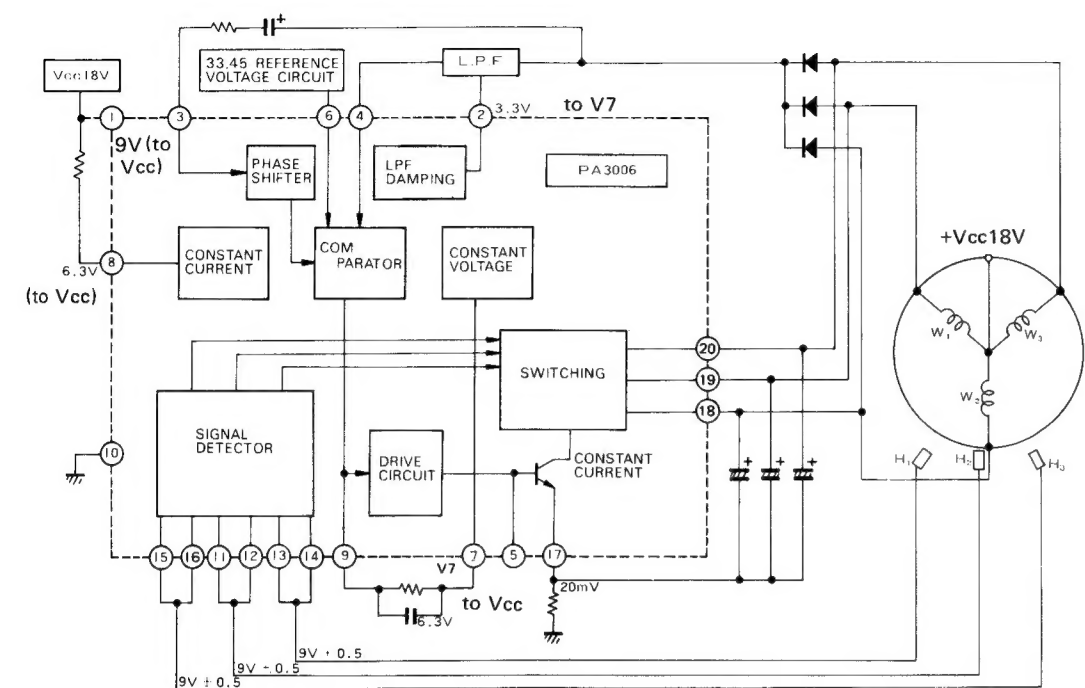 Vcc18V
33,45 REFERENCE
VOLTAGE CIRCUIT
L.P.F
1
3
6
4
2
3.3V
to V7
9V (to
Vcc)
PHASE
SHIFTER
LPF
DAMPING
PA3006
8
6.3V
(to Vcc)
CONSTANT
CURRENT
COM
PARATOR
CONSTANT
VOLTAGE
+Vcc18V
W1
W3
W2
SWITCHING
20
19
18
10
SIGNAL
DETECTOR
DRIVE
CIRCUIT
CONSTANT
CURRENT
H1
H2
H3
15
16
11
12
13
14
9
7
5
17
V7
to Vcc
6.3V
20mV
9V ÷ 0.5
9V ÷ 0.5
9V ± 0.5